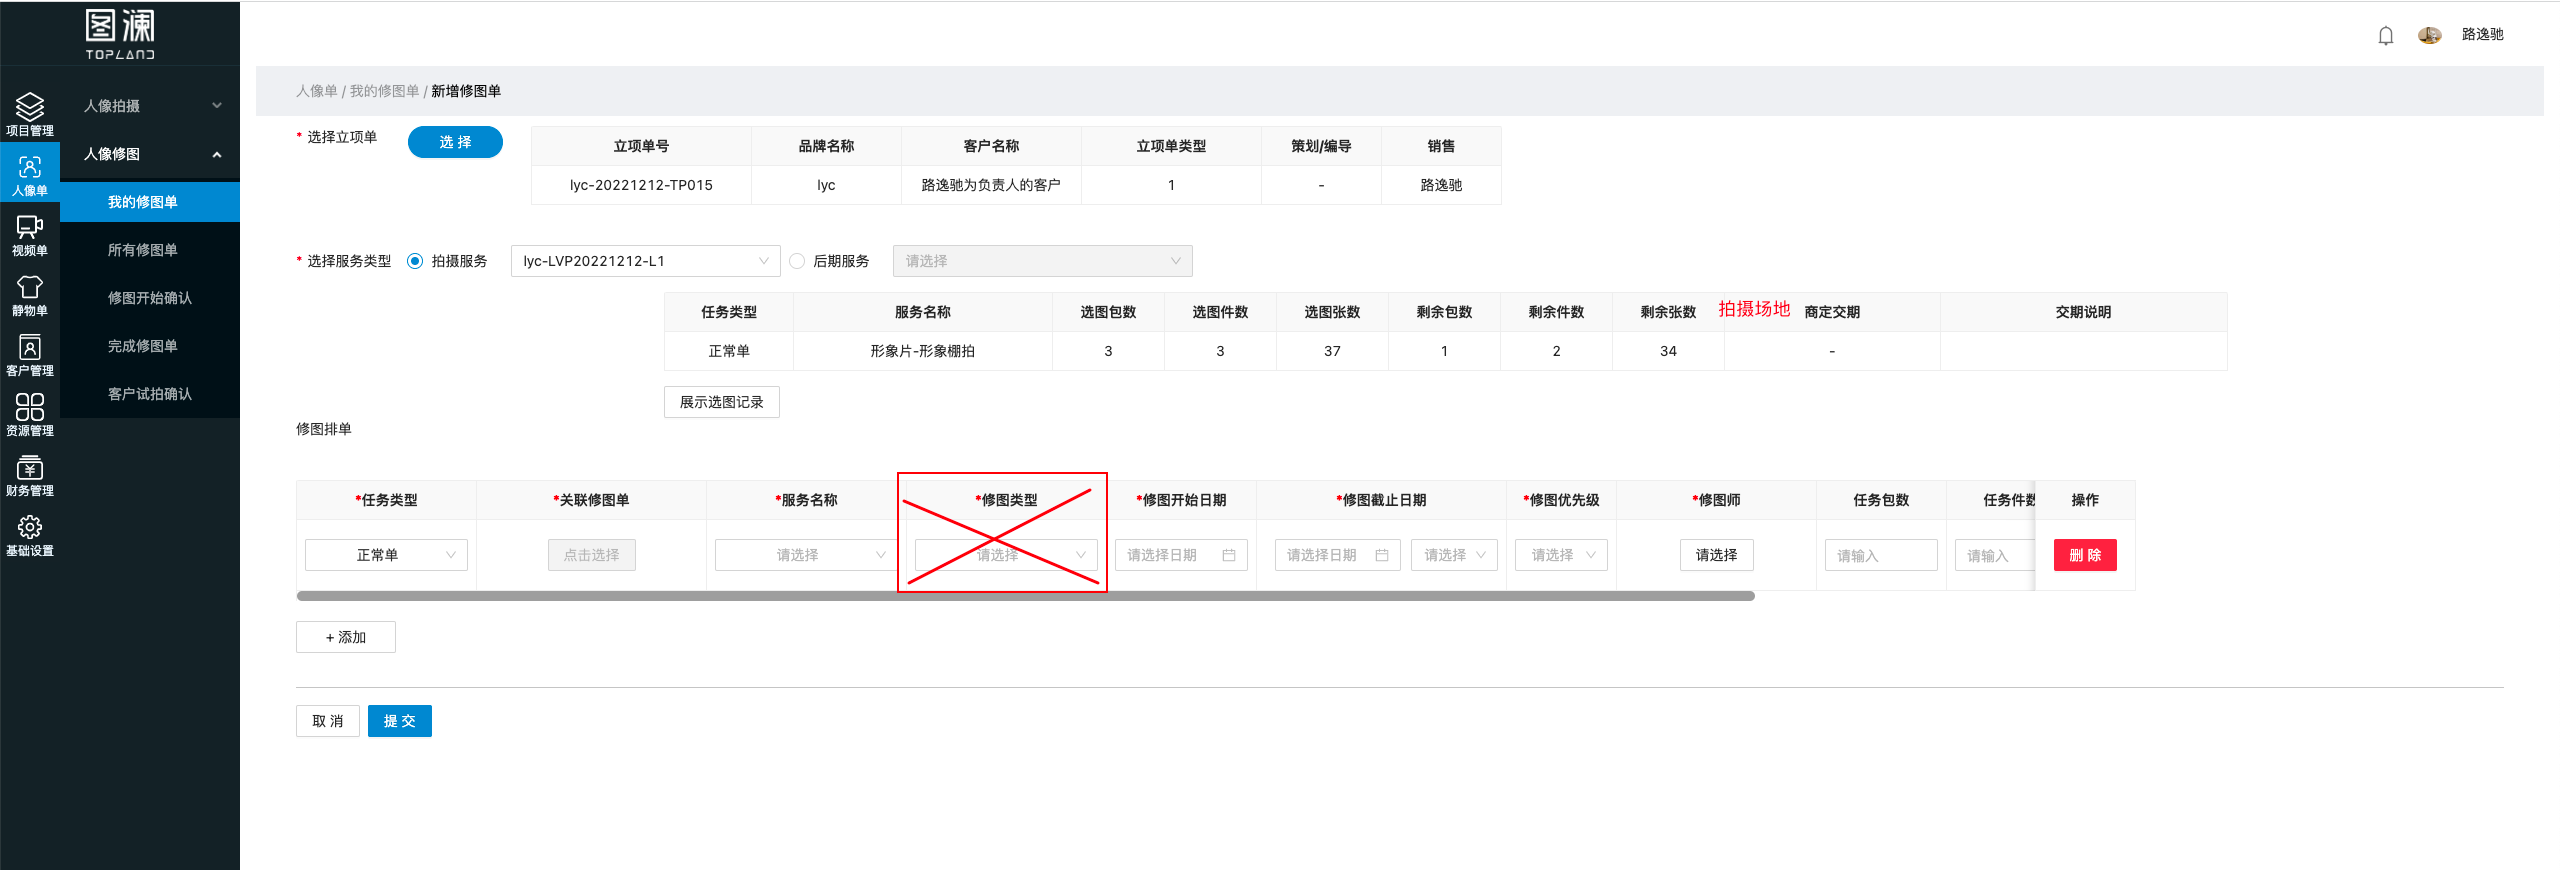 图澜
TOPLAND
路逸驰
项目管理
人像单
视频单
静物单
客户管理
资源管理
财务管理
基础设置
人像拍摄
人像修图
我的修图单
所有修图单
修图开始确认
完成修图单
客户试拍确认
人像单 / 我的修图单 / 新增修图单
* 选择立项单 选 择
立项单号 品牌名称 客户名称 立项单类型 策划/编导 销售
lyc-20221212-TP015 lyc 路逸驰为负责人的客户 1 - 路逸驰
* 选择服务类型 拍摄服务 lyc-LVP20221212-L1 后期服务 请选择
任务类型 服务名称 选图包数 选图件数 选图张数 剩余包数 剩余件数 剩余张数 拍摄场地 商定交期 交期说明
正常单 形象片-形象棚拍 3 3 37 1 2 34 -
展示选图记录
修图排单
*任务类型 *关联修图单 *服务名称 *修图类型 *修图开始日期 *修图截止日期 *修图优先级 *修图师 任务包数 任务件数 操作
正常单 点击选择 请选择 请选择 请选择日期 请选择日期 请选择 请选择 请选择 请输入 请输入 删 除
+ 添加
取 消 提 交